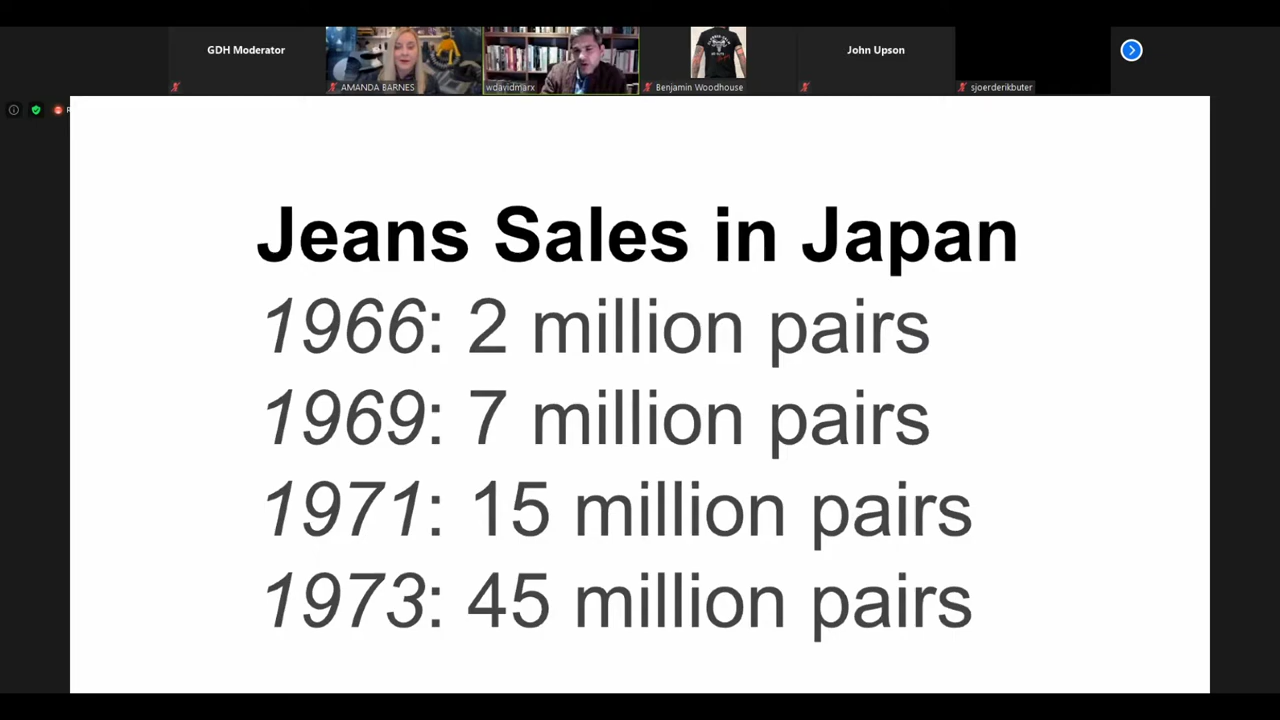 GDH Moderator
AMANDA BARNES
wdavidmarx
Benjamin Woodhouse
John Upson
sjoerderikbuter
Jeans Sales in Japan
1966: 2 million pairs
1969: 7 million pairs
1971: 15 million pairs
1973: 45 million pairs